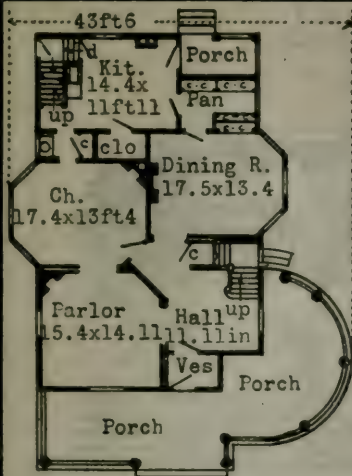 43ft6
d
Porch
Kit.
14.4x
11ft11
c-c c-c
Pan
up
c clo
c-c
Dining R.
17.5x13.4
Ch.
17.4x13ft4
c
Parlor Hall up
15.4x14.11 11.11in
Ves
Porch
Porch